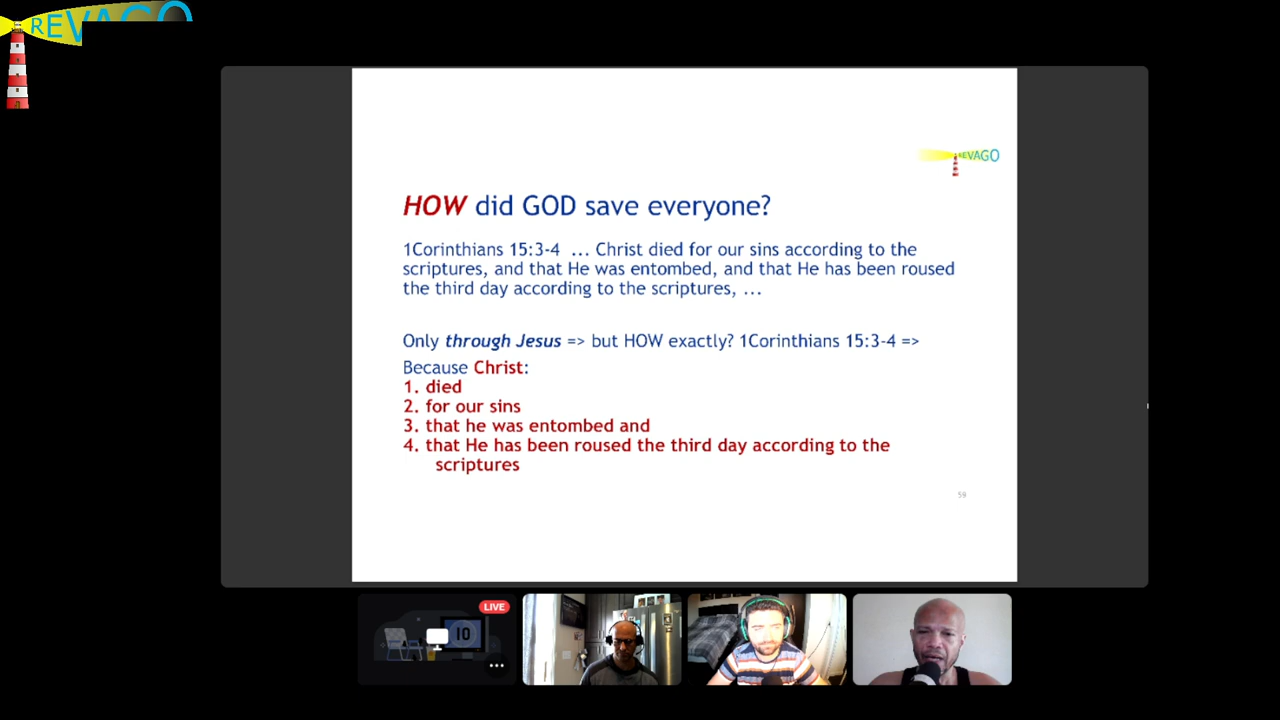 REVAGO
REVAGO
HOW did GOD save everyone?
1Corinthians 15:3-4 ... Christ died for our sins according to the
scriptures, and that He was entombed, and that He has been roused
the third day according to the scriptures, ...
Only through Jesus => but HOW exactly? 1Corinthians 15:3-4 =>
Because Christ:
1. died
2. for our sins
3. that he was entombed and
4. that He has been roused the third day according to the
scriptures
LIVE
10